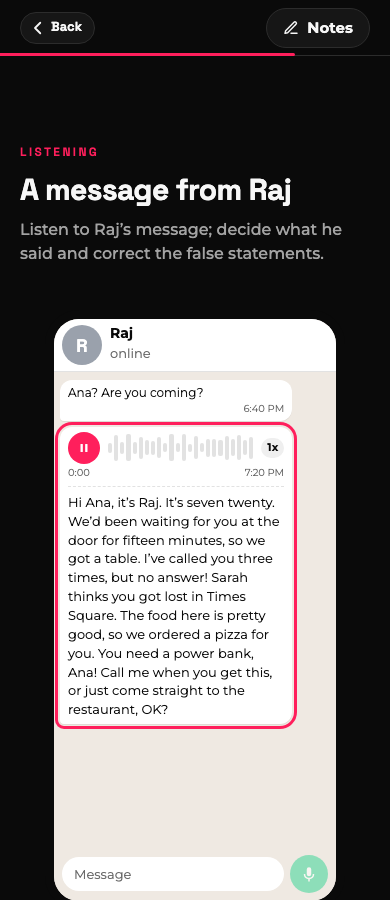 Back
Notes
LISTENING
A message from Raj
Listen to Raj's message; decide what he
said and correct the false statements.
R
Raj
online
Ana? Are you coming?
6:40 PM
1x
0:00
7:20 PM
Hi Ana, it's Raj. It's seven twenty.
We'd been waiting for you at the
door for fifteen minutes, so we
got a table. I've called you three
times, but no answer! Sarah
thinks you got lost in Times
Square. The food here is pretty
good, so we ordered a pizza for
you. You need a power bank,
Ana! Call me when you get this,
or just come straight to the
restaurant, OK?
Message